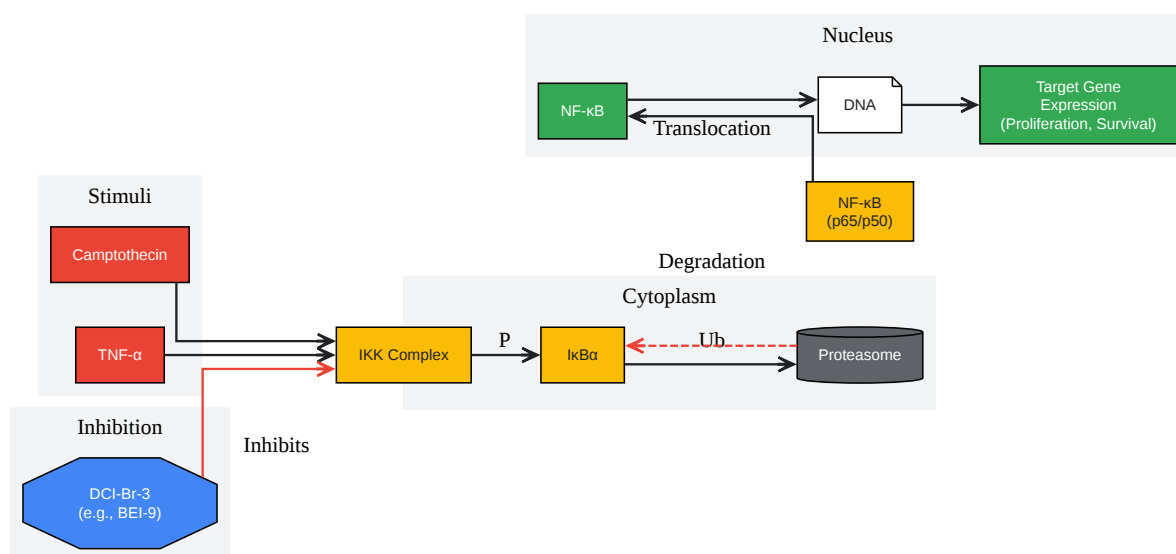 Nucleus
NF-κB
DNA
Target Gene
Expression
(Proliferation, Survival)
Translocation
Stimuli
NF-κB
(p65/p50)
Camptothecin
Degradation
Cytoplasm
TNF-α
IKK Complex
P
IκBα
Ub
Proteasome
Inhibition
Inhibits
DCI-Br-3
(e.g., BEI-9)